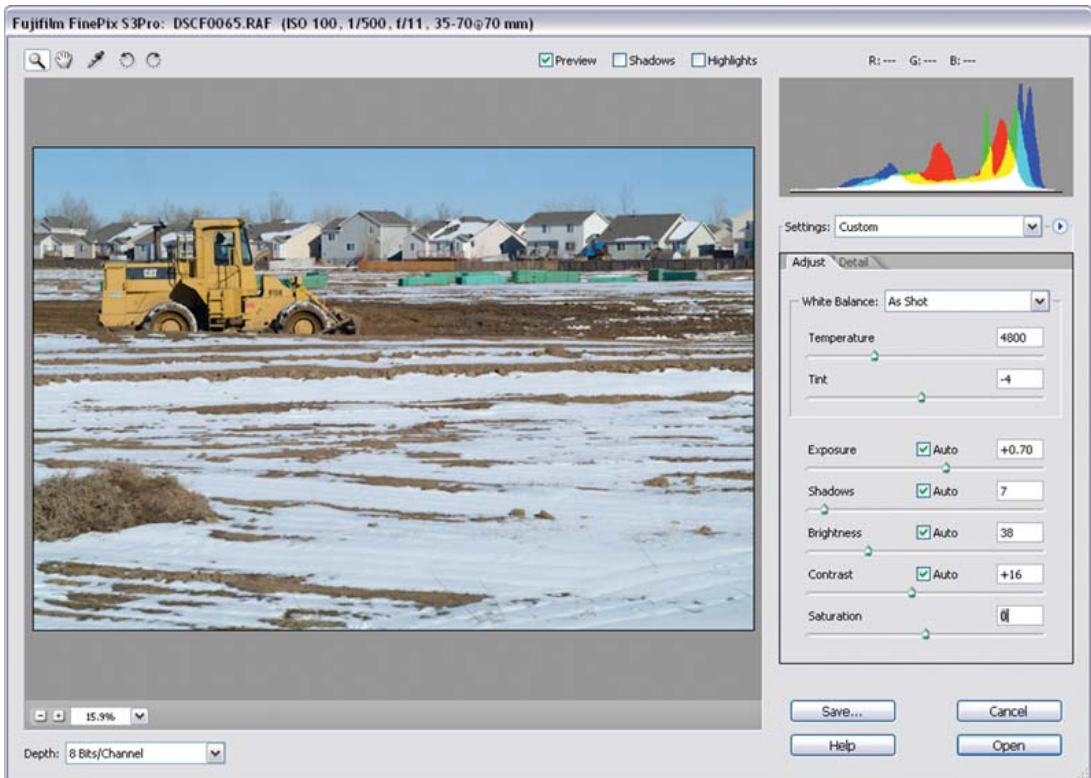 Fujifilm FinePix S3Pro: DSCF0065.RAF (ISO 100, 1/500, f/11, 35-70@70 mm)
Preview Shadows Highlights
R: --- G: --- B: ---
Settings: Custom
Adjust Detail
White Balance: As Shot
Temperature 4800
Tint -4
Exposure Auto +0.70
Shadows Auto 7
Brightness Auto 38
Contrast Auto +16
Saturation 0
CAT
15.9%
Save... Cancel
Depth: 8 Bits/Channel
Help Open